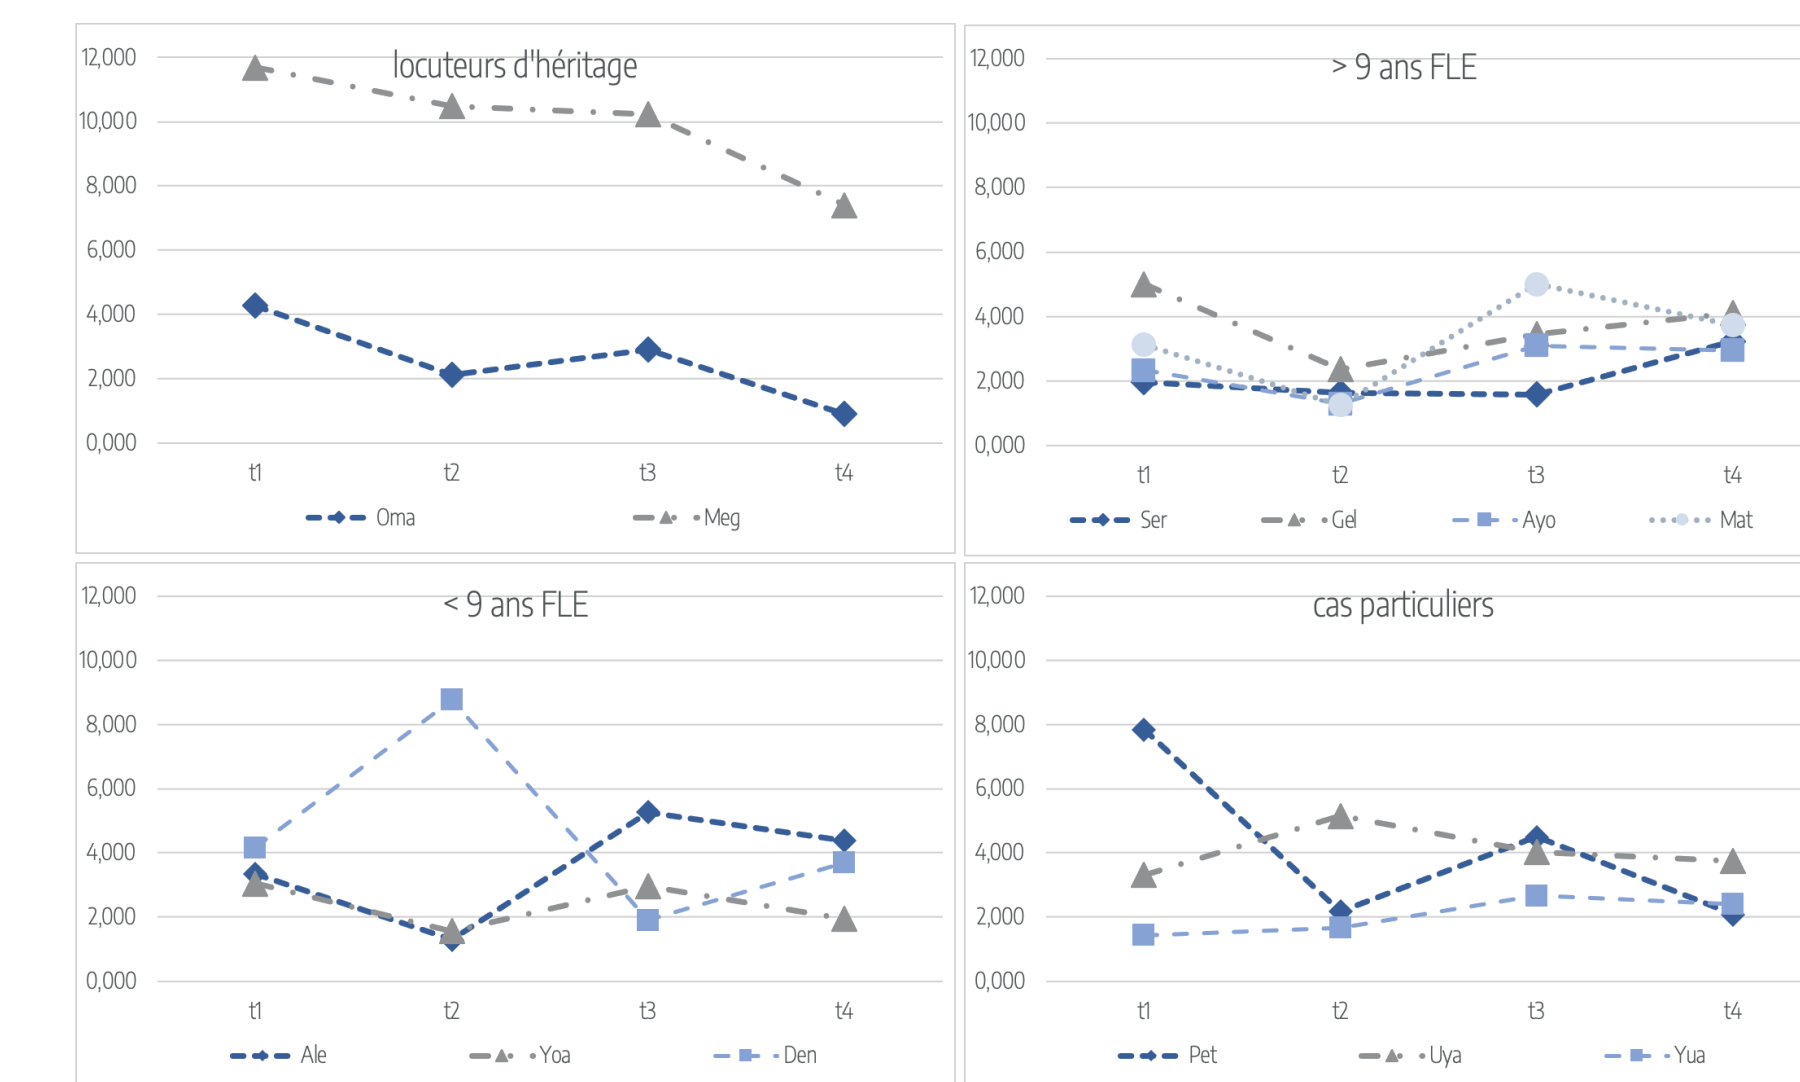 locuteurs d'héritage
12,000
10,000
8,000
6,000
4,000
2,000
0,000
t1 t2 t3 t4
Oma Meg
> 9 ans FLE
12,000
10,000
8,000
6,000
4,000
2,000
0,000
t1 t2 t3 t4
Ser Gel Ayo Mat
< 9 ans FLE
12,000
10,000
8,000
6,000
4,000
2,000
0,000
t1 t2 t3 t4
Ale Yoa Den
cas particuliers
12,000
10,000
8,000
6,000
4,000
2,000
0,000
t1 t2 t3 t4
Pet Uya Yua